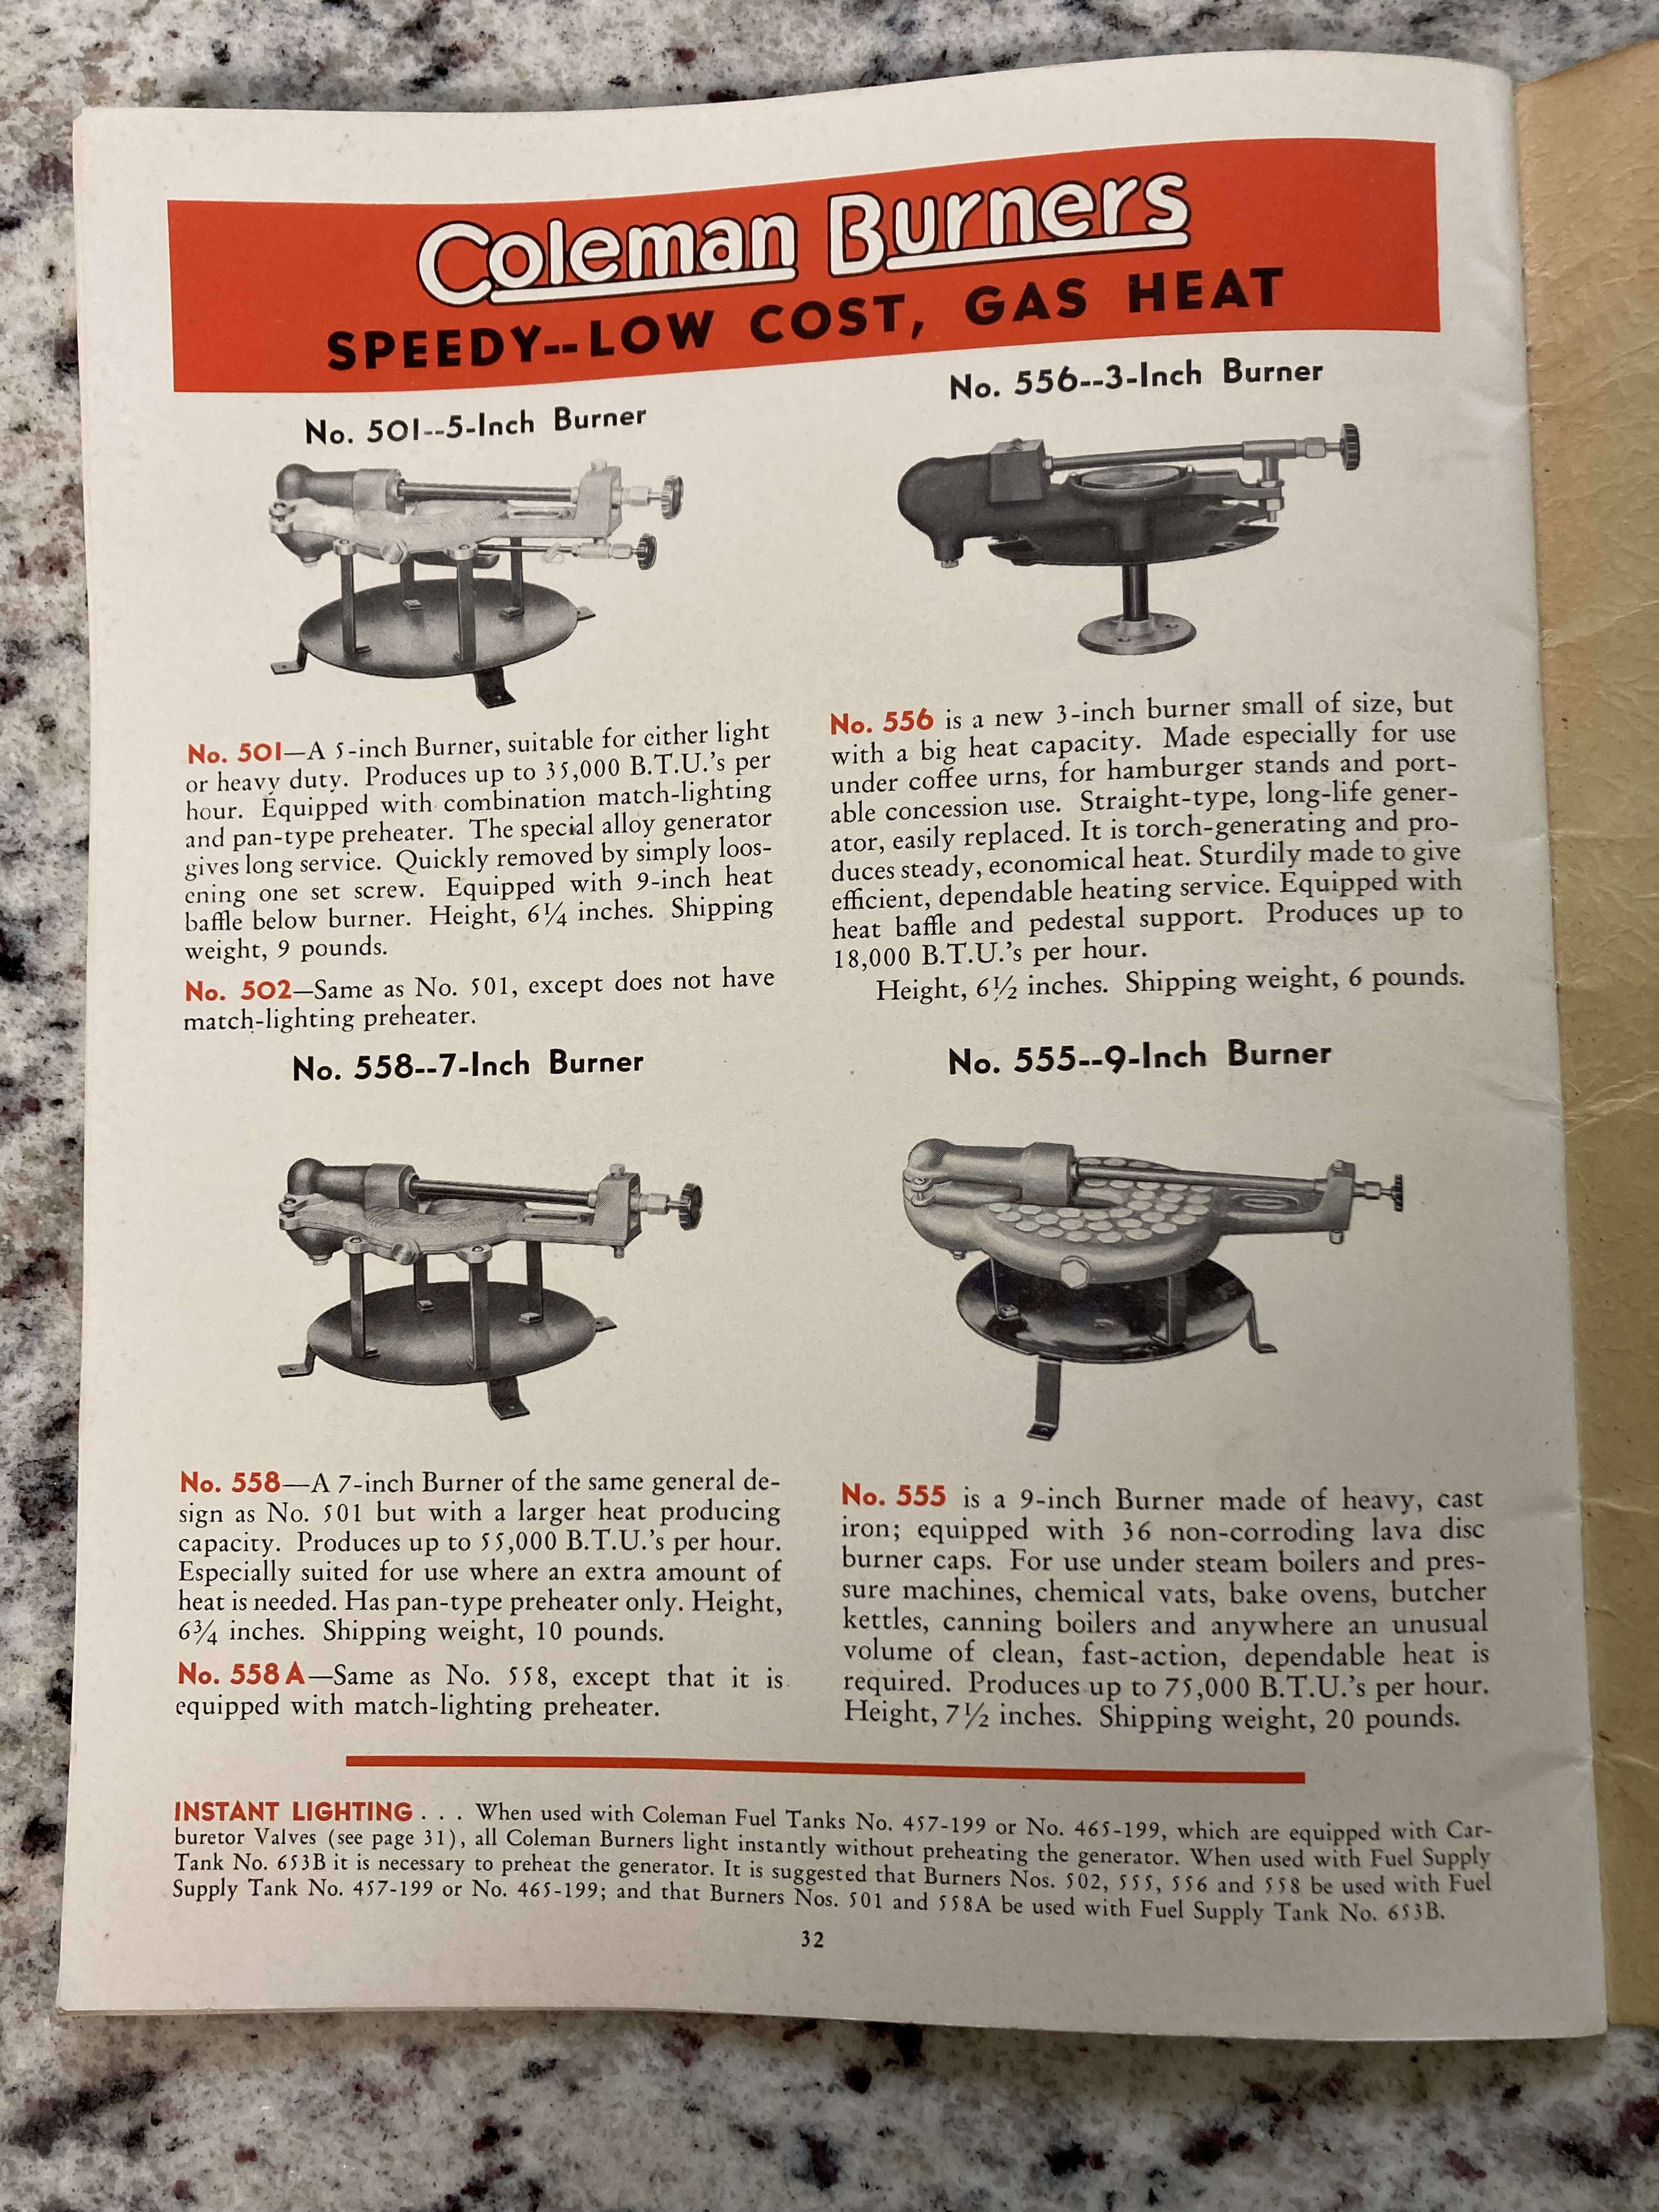 Coleman Burners
SPEEDY--LOW COST, GAS HEAT
No. 501--5-Inch Burner
No. 501—A 5-inch Burner, suitable for either light
or heavy duty. Produces up to 35,000 B.T.U.'s per
hour. Equipped with combination match-lighting
and pan-type preheater. The special alloy generator
gives long service. Quickly removed by simply loos-
ening one set screw. Equipped with 9-inch heat
baffle below burner. Height, 6¼ inches. Shipping
weight, 9 pounds.
No. 502—Same as No. 501, except does not have
match-lighting preheater.
No. 556--3-Inch Burner
No. 556 is a new 3-inch burner small of size, but
with a big heat capacity. Made especially for use
under coffee urns, for hamburger stands and port-
able concession use. Straight-type, long-life gener-
ator, easily replaced. It is torch-generating and pro-
duces steady, economical heat. Sturdily made to give
efficient, dependable heating service. Equipped with
heat baffle and pedestal support. Produces up to
18,000 B.T.U.'s per hour.
Height, 6½ inches. Shipping weight, 6 pounds.
No. 558--7-Inch Burner
No. 558—A 7-inch Burner of the same general de-
sign as No. 501 but with a larger heat producing
capacity. Produces up to 55,000 B.T.U.'s per hour.
Especially suited for use where an extra amount of
heat is needed. Has pan-type preheater only. Height,
6¾ inches. Shipping weight, 10 pounds.
No. 558A—Same as No. 558, except that it is
equipped with match-lighting preheater.
No. 555--9-Inch Burner
No. 555 is a 9-inch Burner made of heavy, cast
iron; equipped with 36 non-corroding lava disc
burner caps. For use under steam boilers and pres-
sure machines, chemical vats, bake ovens, butcher
kettles, canning boilers and anywhere an unusual
volume of clean, fast-action, dependable heat is
required. Produces up to 75,000 B.T.U.'s per hour.
Height, 7½ inches. Shipping weight, 20 pounds.
INSTANT LIGHTING . . . When used with Coleman Fuel Tanks No. 457-199 or No. 465-199, which are equipped with Car-
buretor Valves (see page 31), all Coleman Burners light instantly without preheating the generator. When used with Fuel Supply
Tank No. 653B it is necessary to preheat the generator. It is suggested that Burners Nos. 502, 555, 556 and 558 be used with Fuel
Supply Tank No. 457-199 or No. 465-199; and that Burners Nos. 501 and 558A be used with Fuel Supply Tank No. 653B.
32